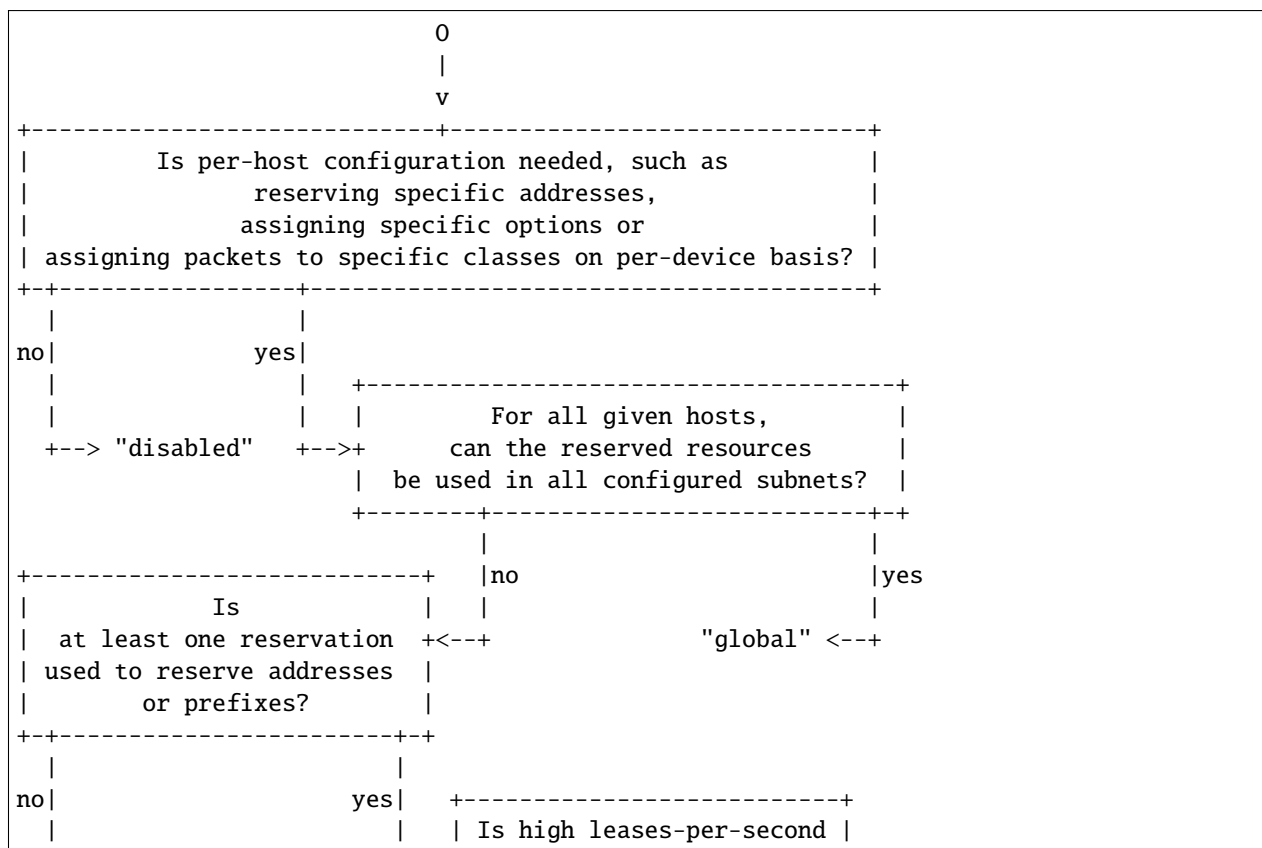 O
                              |
                              v
+-----------------------------+------------------------------+
|         Is per-host configuration needed, such as          |
|                reserving specific addresses,               |
|               assigning specific options or                |
| assigning packets to specific classes on per-device basis? |
+-+-----------------+----------------------------------------+
  |                 |
no|              yes|
  |                 |   +--------------------------------------+
  |                 |   |         For all given hosts,         |
  +--> "disabled"   +-->+      can the reserved resources      |
                        |  be used in all configured subnets?  |
                        +--------+---------------------------+-+
                                 |                           |
+----------------------------+   |no                         |yes
|             Is             |   |                           |
|  at least one reservation  +<--+               "global" <--+
| used to reserve addresses  |
|        or prefixes?        |
+-+------------------------+-+
  |                        |
no|                     yes|   +---------------------------+
  |                        |   | Is high leases-per-second |